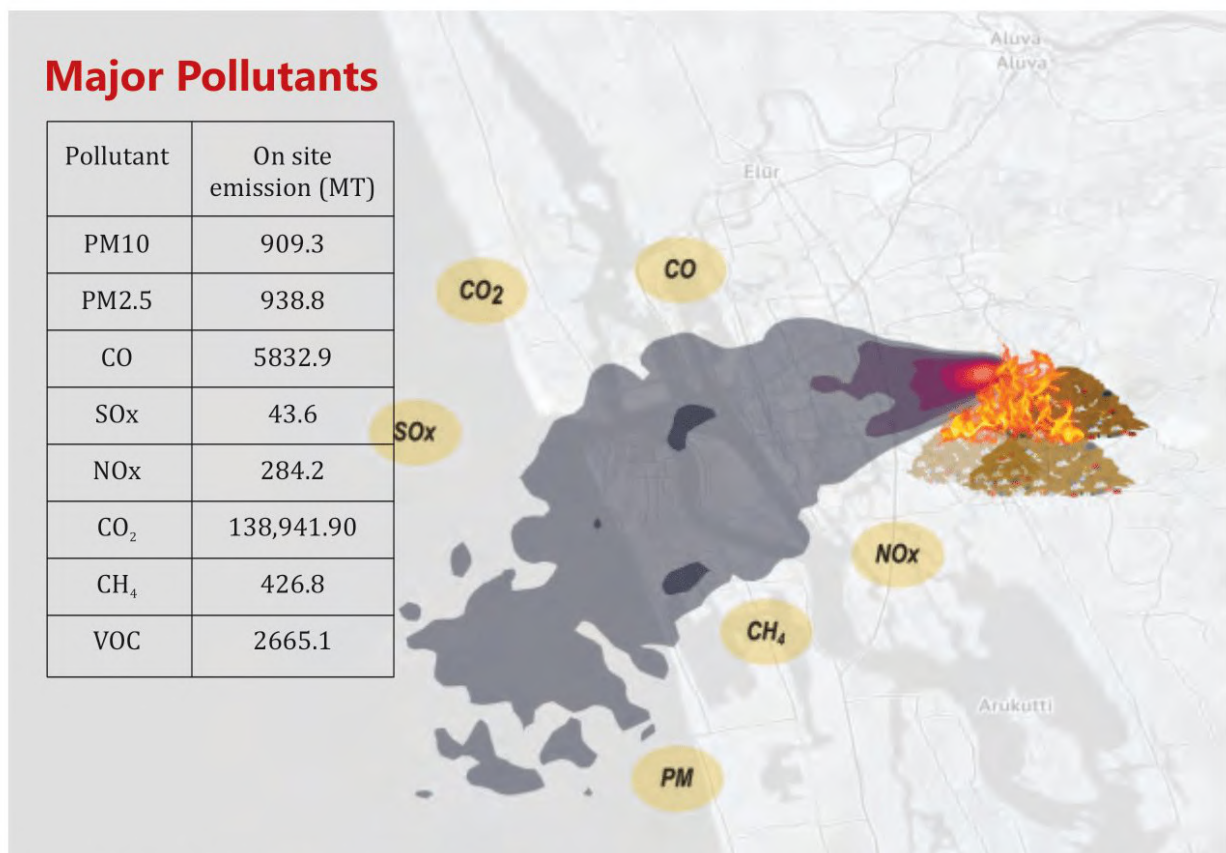 Major Pollutants
Pollutant On site
emission (MT)
PM10 909.3
PM2.5 938.8
CO 5832.9
SOx 43.6
NOx 284.2
CO₂ 138,941.90
CH₄ 426.8
VOC 2665.1
Aluva
Aluva
Elūr
CO
CO₂
SOx
NOx
CH₄
Arukutti
PM